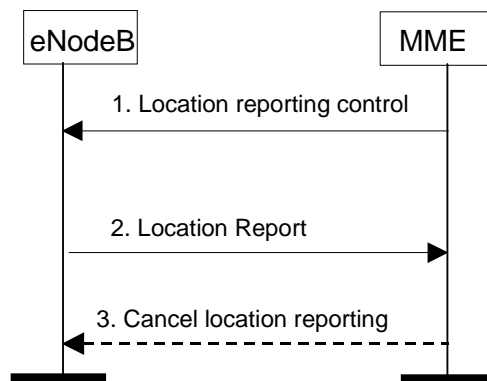 eNodeB
MME
1. Location reporting control
2. Location Report
3. Cancel location reporting